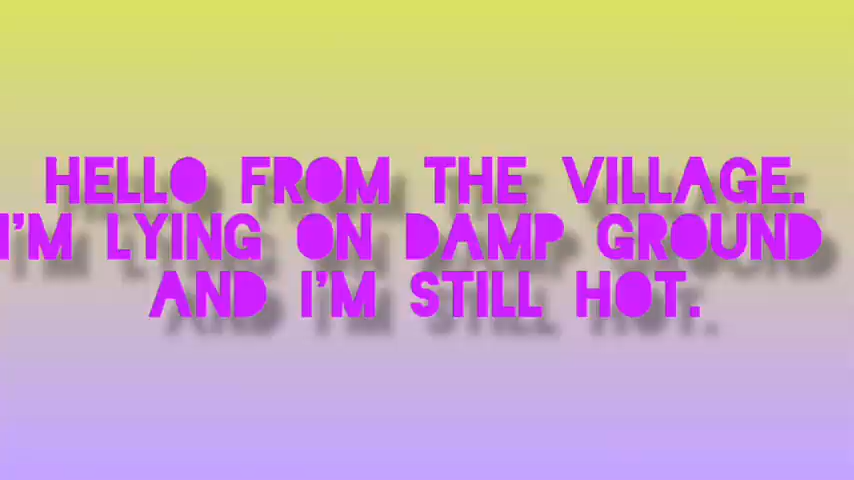 HELLO FROM THE VILLAGE.
I'M LYING ON DAMP GROUND
AND I'M STILL HOT.